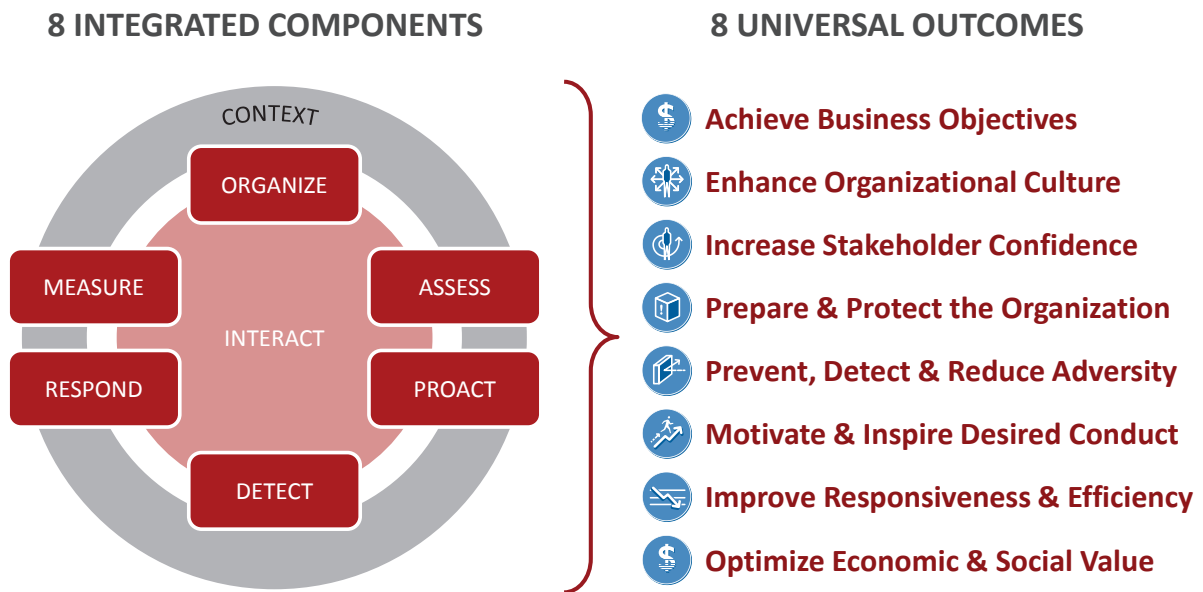 8 INTEGRATED COMPONENTS
CONTEXT
ORGANIZE
MEASURE
ASSESS
INTERACT
RESPOND
PROACT
DETECT
8 UNIVERSAL OUTCOMES
$
Achieve Business Objectives
Enhance Organizational Culture
Increase Stakeholder Confidence
!
Prepare & Protect the Organization
Prevent, Detect & Reduce Adversity
Motivate & Inspire Desired Conduct
Improve Responsiveness & Efficiency
$
Optimize Economic & Social Value